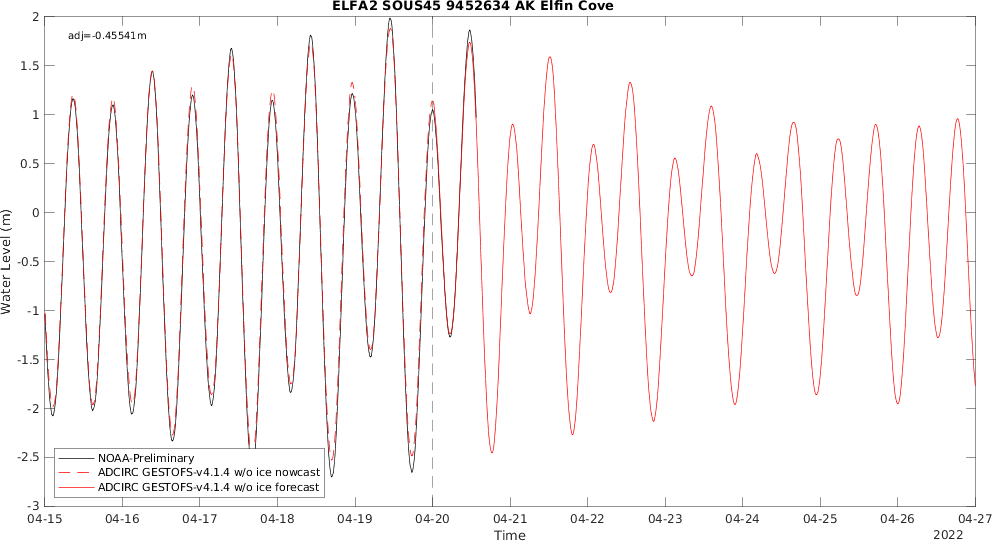 ELFA2 SOUS45 9452634 AK Elfin Cove
adj=-0.45541m
2
1.5
1
0.5
0
-0.5
-1
-1.5
-2
-2.5
-3
Water Level (m)
NOAA-Preliminary
ADCIRC GESTOFS-v4.1.4 w/o ice nowcast
ADCIRC GESTOFS-v4.1.4 w/o ice forecast
04-15 04-16 04-17 04-18 04-19 04-20 04-21 04-22 04-23 04-24 04-25 04-26 04-27
Time
2022